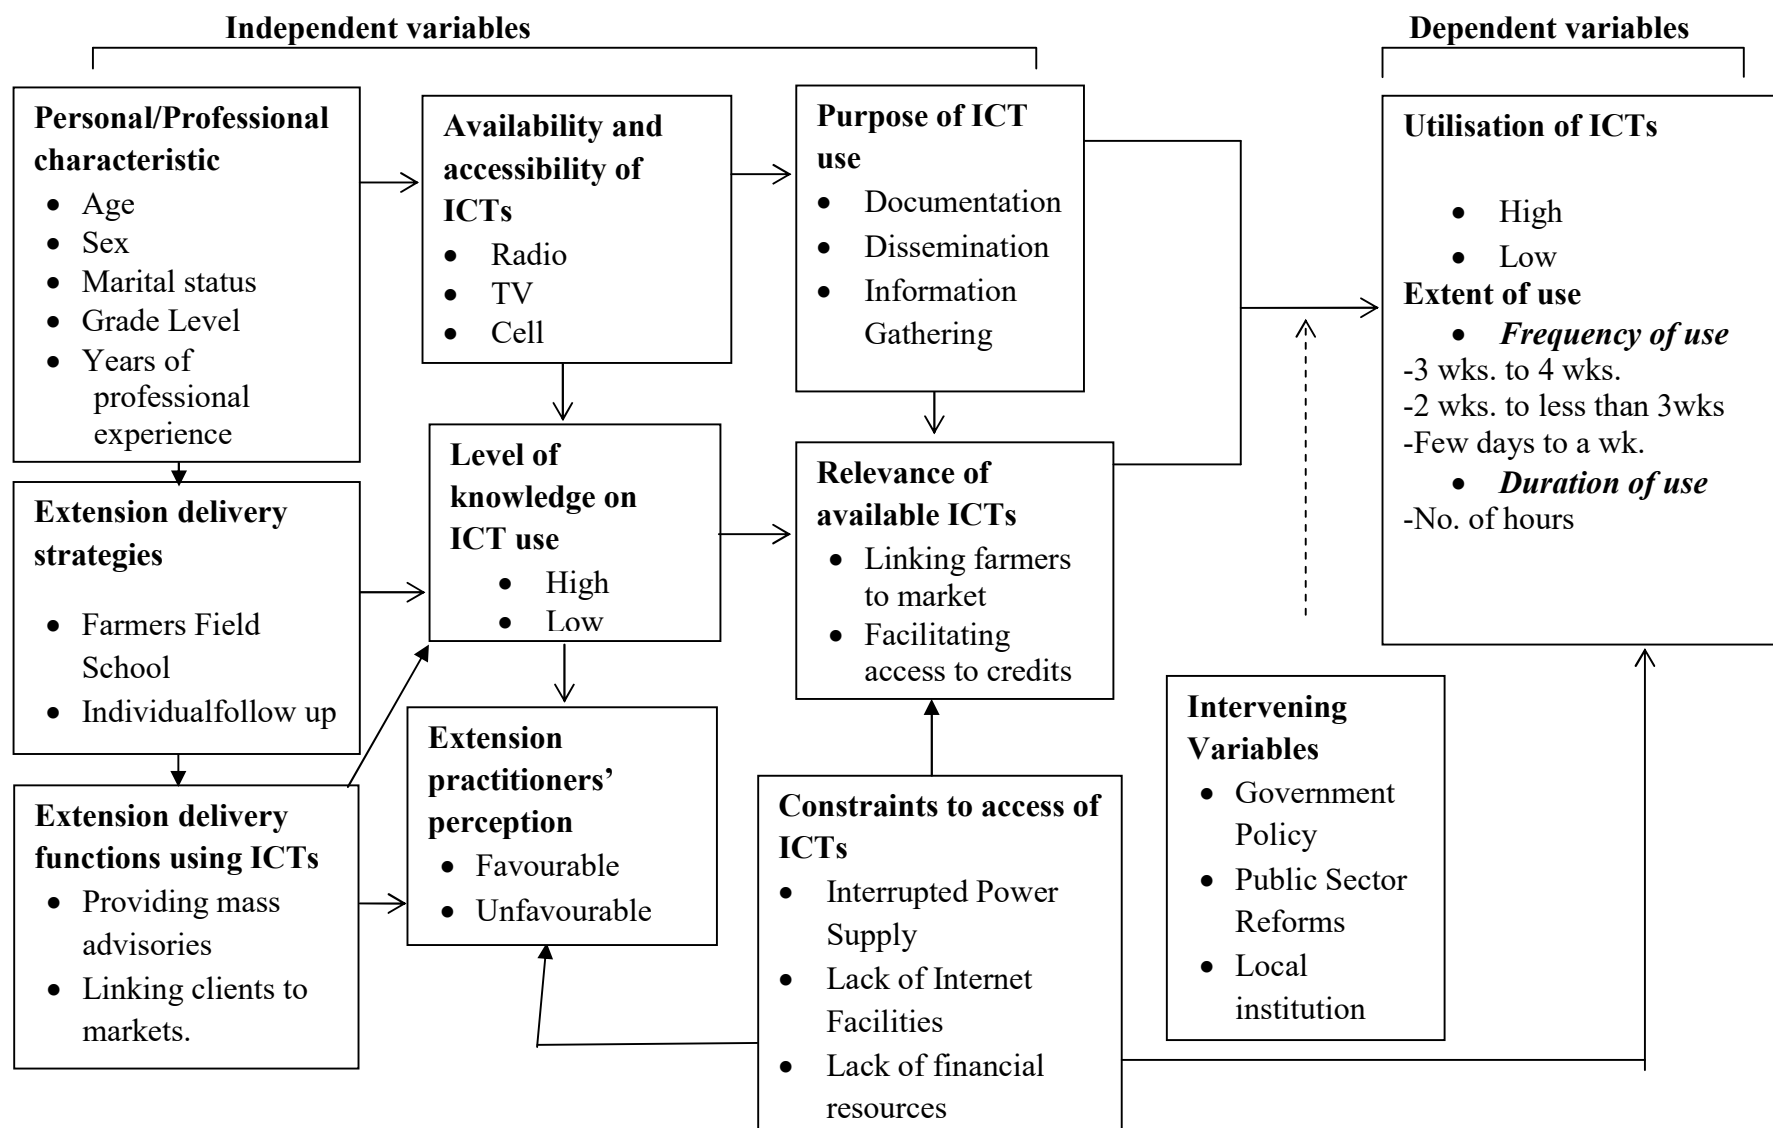 Independent variables
Dependent variables
Personal/Professional
characteristic
• Age
• Sex
• Marital status
• Grade Level
• Years of
professional
experience
Extension delivery
strategies
• Farmers Field
School
• Individualfollow up
Extension delivery
functions using ICTs
• Providing mass
advisories
• Linking clients to
markets.
Availability and
accessibility of
ICTs
• Radio
• TV
• Cell
Level of
knowledge on
ICT use
• High
• Low
Extension
practitioners’
perception
• Favourable
• Unfavourable
Purpose of ICT
use
• Documentation
• Dissemination
• Information
Gathering
Relevance of
available ICTs
• Linking farmers
to market
• Facilitating
access to credits
Constraints to access of
ICTs
• Interrupted Power
Supply
• Lack of Internet
Facilities
• Lack of financial
resources
Intervening
Variables
• Government
Policy
• Public Sector
Reforms
• Local
institution
Utilisation of ICTs
• High
• Low
Extent of use
• Frequency of use
-3 wks. to 4 wks.
-2 wks. to less than 3wks
-Few days to a wk.
• Duration of use
-No. of hours